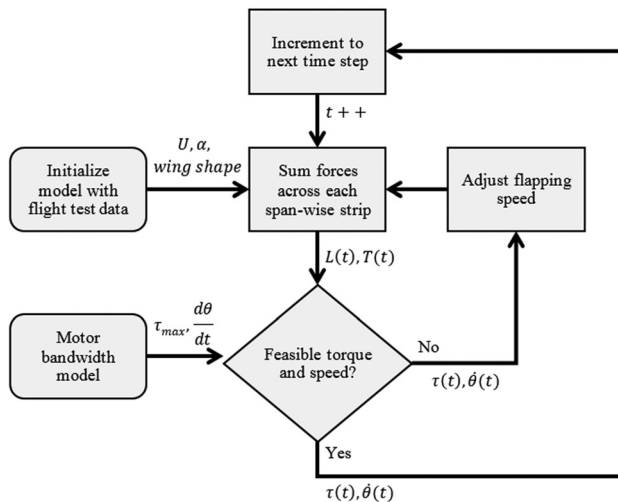 Increment to
next time step
t + +
U, α,
wing shape
Initialize
model with
flight test data
Sum forces
across each
span-wise strip
Adjust flapping
speed
L(t), T(t)
τmax, dθ/dt
Motor
bandwidth
model
Feasible torque
and speed?
No
τ(t), θ̇(t)
Yes
τ(t), θ̇(t)